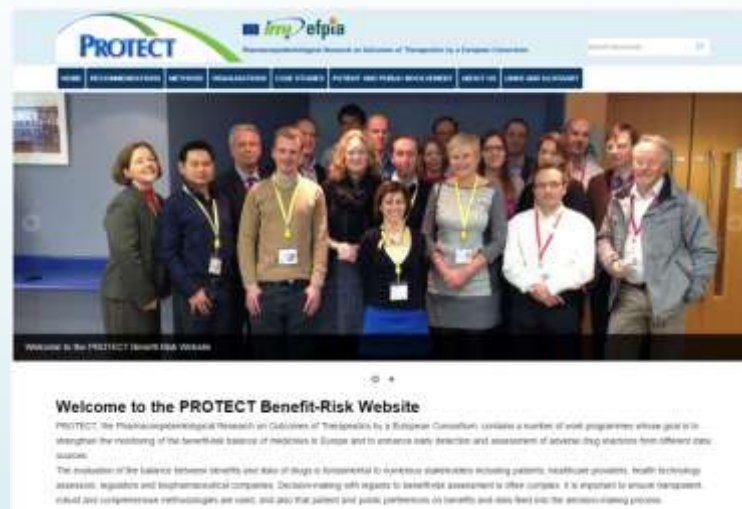 PROTECT
imi efpia
Pharmacoepidemiological Research on Outcomes of Therapeutics by a European Consortium
HOME RECOMMENDATIONS METHODS VISUALISATIONS CASE STUDIES PATIENT AND PUBLIC INVOLVEMENT ABOUT US LINKS AND GLOSSARY
Welcome to the PROTECT Benefit-Risk Website
Welcome to the PROTECT Benefit-Risk Website
PROTECT, the Pharmacoepidemiological Research on Outcomes of Therapeutics by a European Consortium, contains a number of work programmes whose goal is to
strengthen the monitoring of the benefit-risk balance of medicines in Europe and to enhance early detection and assessment of adverse drug reactions from different data
sources.
The evaluation of the balance between benefits and risks of drugs is fundamental to numerous stakeholders including patients, healthcare providers, health technology
assessors, regulators and biopharmaceutical companies. Decision-making with regards to benefit-risk assessment is often complex. It is important to ensure transparent,
robust and comprehensive methodologies are used, and also that patient and public preferences on benefits and risks feed into the decision-making process.